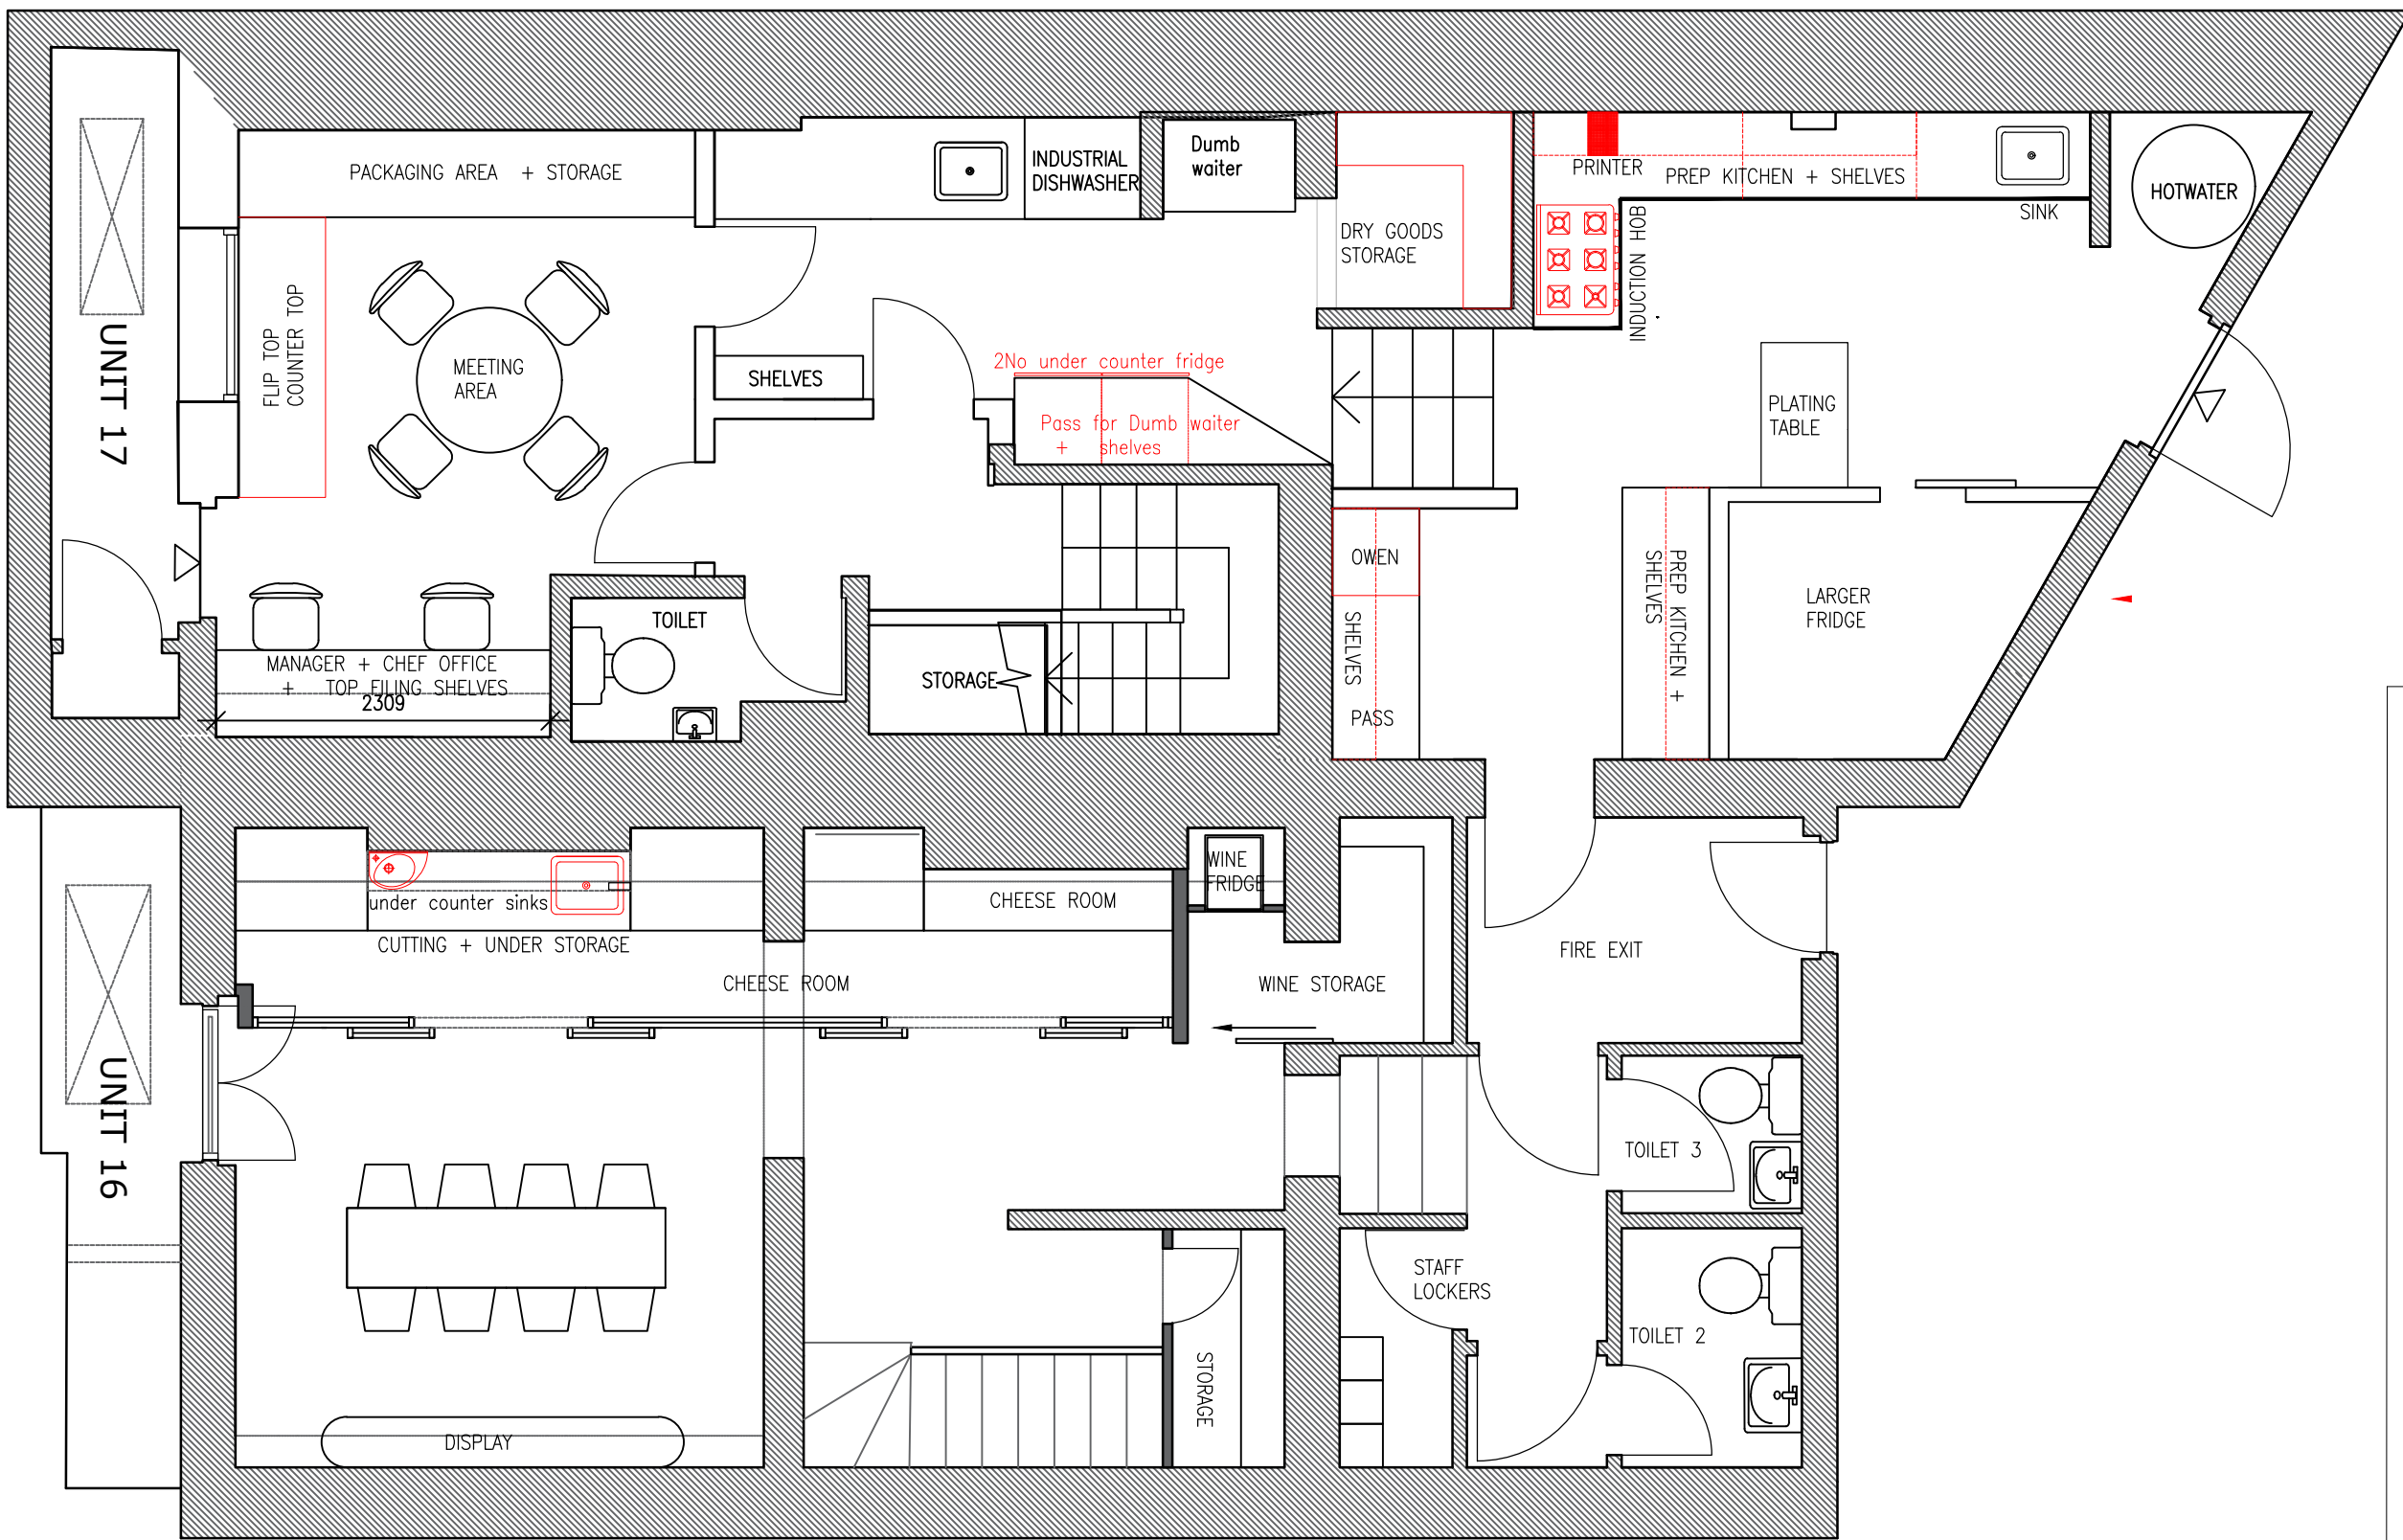 PACKAGING AREA + STORAGE
INDUSTRIAL
DISHWASHER
Dumb
waiter
PRINTER
PREP KITCHEN + SHELVES
SINK
HOTWATER
DRY GOODS
STORAGE
INDUCTION HOB
UNIT 17
FLIP TOP
COUNTER TOP
MEETING
AREA
SHELVES
2No under counter fridge
Pass for Dumb waiter
+ shelves
PLATING
TABLE
OWEN
SHELVES
PASS
PREP KITCHEN +
SHELVES
LARGER
FRIDGE
TOILET
STORAGE
MANAGER + CHEF OFFICE
+ TOP FILING SHELVES
2309
WINE
FRIDGE
under counter sinks
CHEESE ROOM
CUTTING + UNDER STORAGE
CHEESE ROOM
WINE STORAGE
FIRE EXIT
UNIT 16
TOILET 3
STAFF
LOCKERS
TOILET 2
STORAGE
DISPLAY